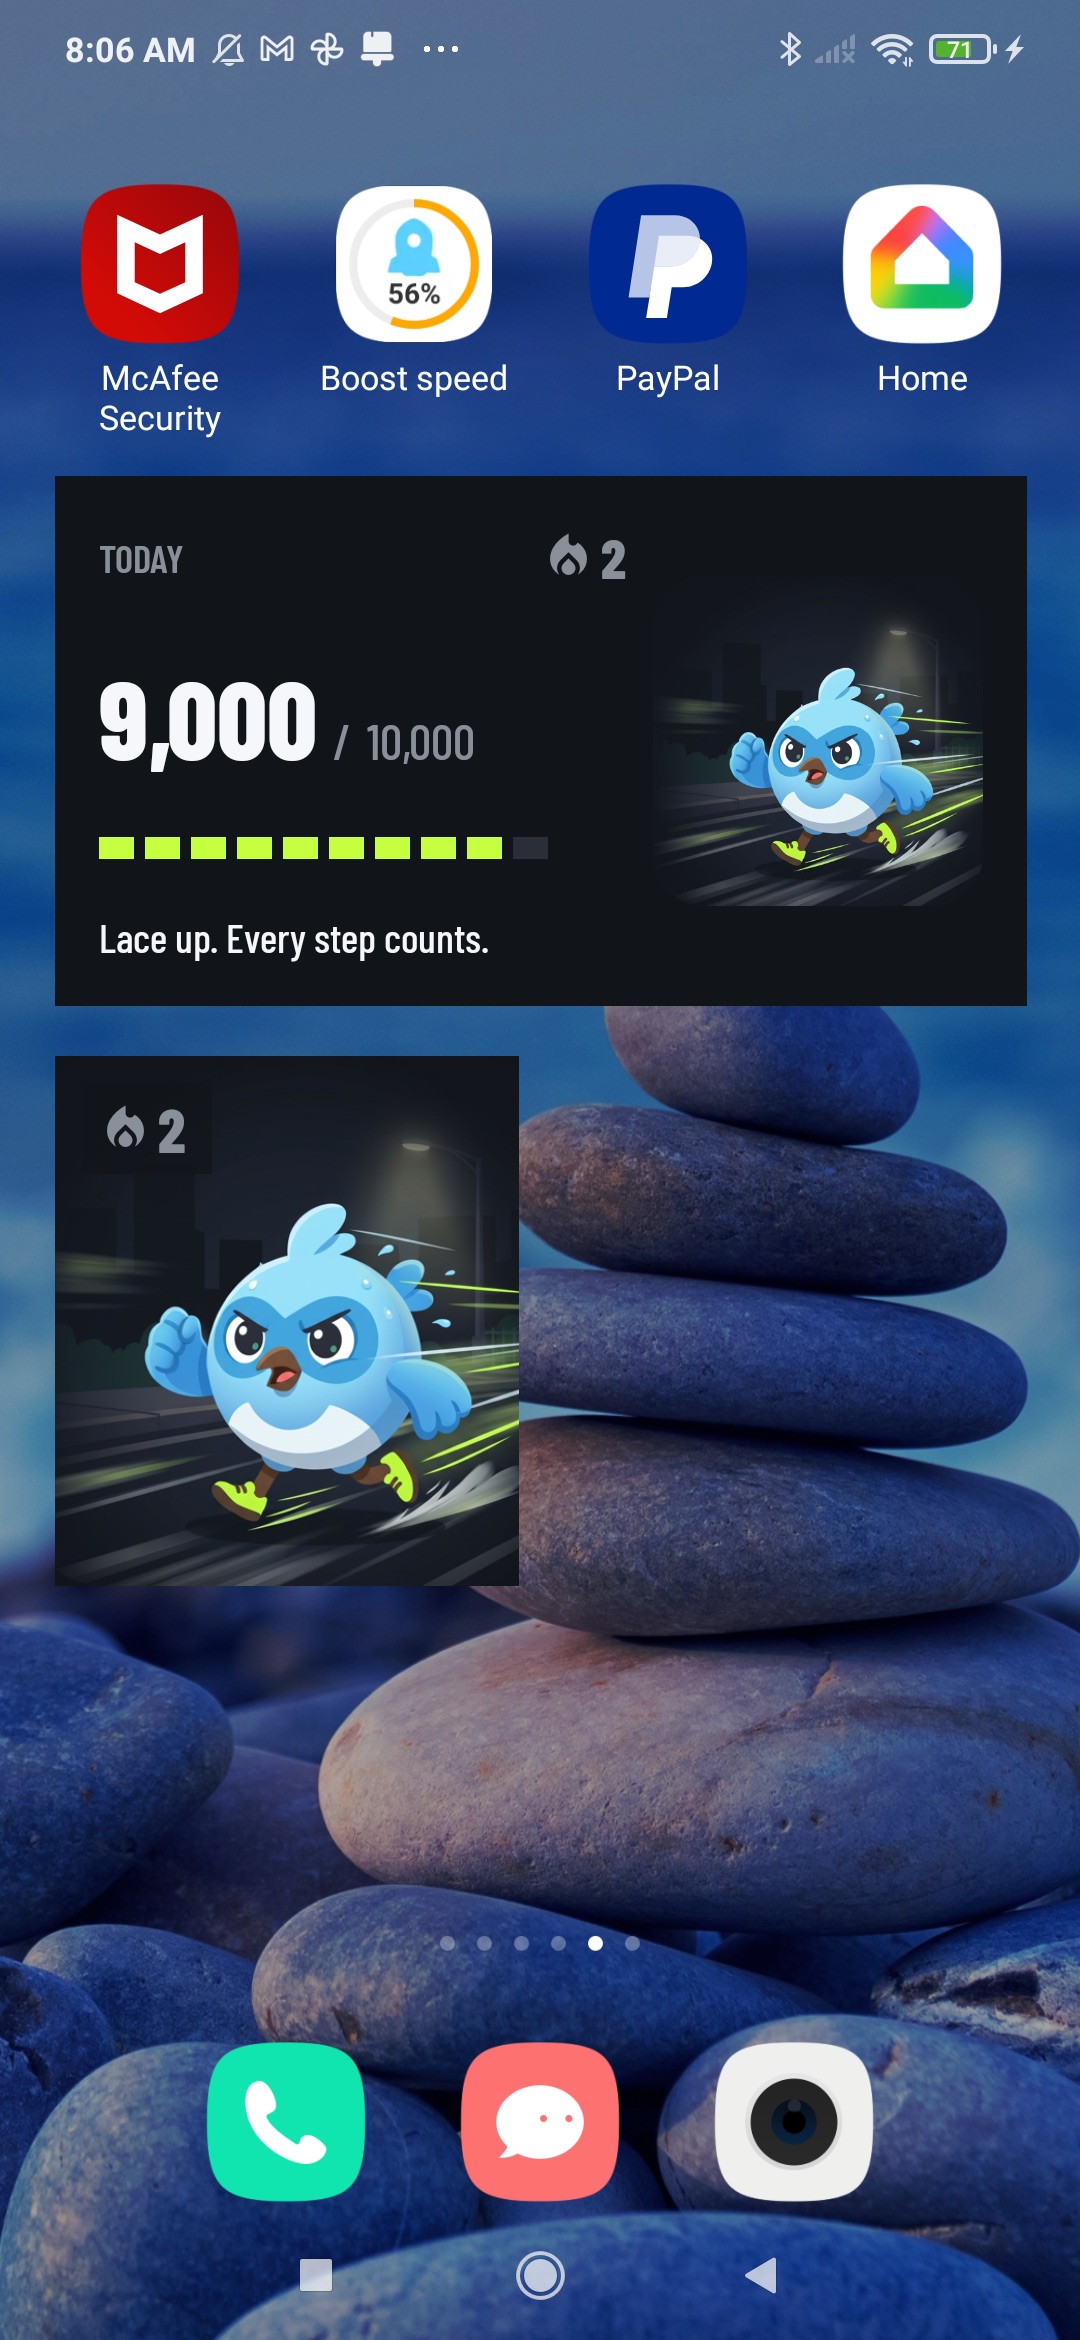 8:06 AM
71
56%
McAfee
Security
Boost speed
PayPal
Home
TODAY
2
9,000 / 10,000
Lace up. Every step counts.
2